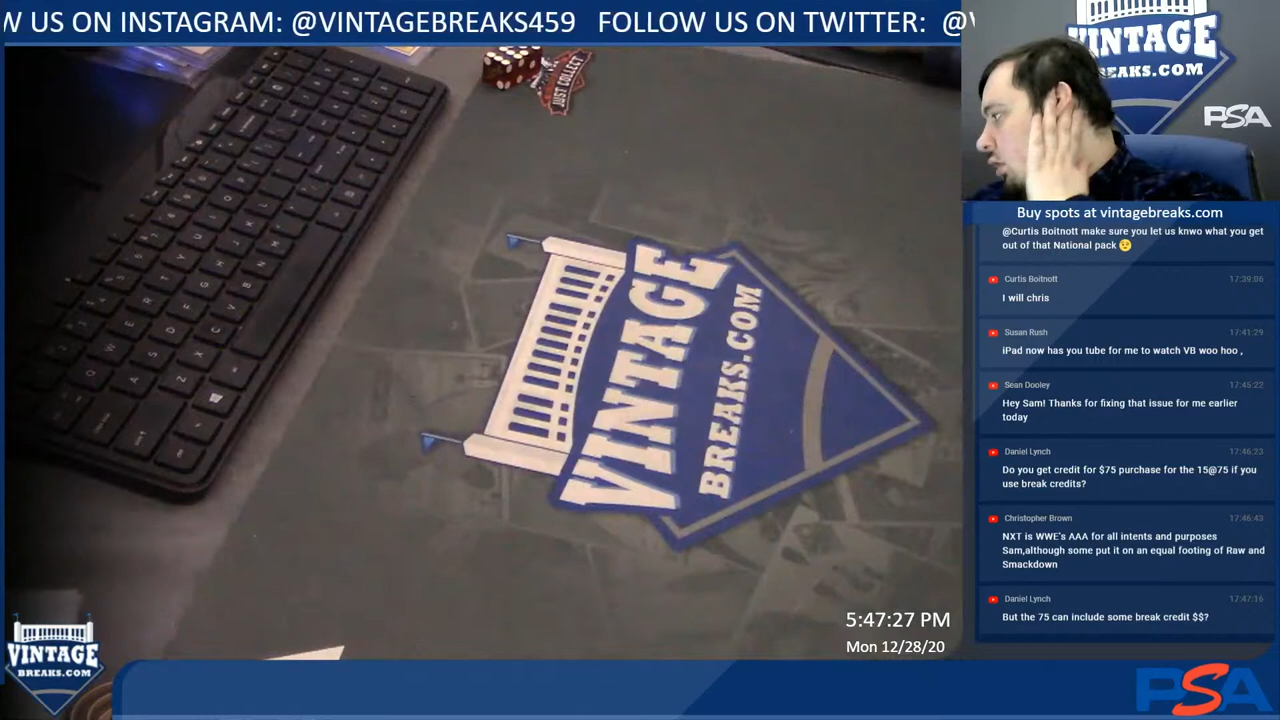 W US ON INSTAGRAM: @VINTAGEBREAKS459 FOLLOW US ON TWITTER: @V
JUST COLLECT
VINTAGE
BREAKS.COM
VINTAGE
EAKS.COM
PSA
Buy spots at vintagebreaks.com
@Curtis Boitnott make sure you let us knwo what you get
out of that National pack 😉
Curtis Boitnott 17:39:06
I will chris
Susan Rush 17:41:29
iPad now has you tube for me to watch VB woo hoo ,
Sean Dooley 17:45:22
Hey Sam! Thanks for fixing that issue for me earlier
today
Daniel Lynch 17:46:23
Do you get credit for $75 purchase for the 15@75 if you
use break credits?
Christopher Brown 17:46:43
NXT is WWE's AAA for all intents and purposes
Sam,although some put it on an equal footing of Raw and
Smackdown
Daniel Lynch 17:47:16
But the 75 can include some break credit $$?
5:47:27 PM
Mon 12/28/20
VINTAGE
BREAKS.COM
PSA